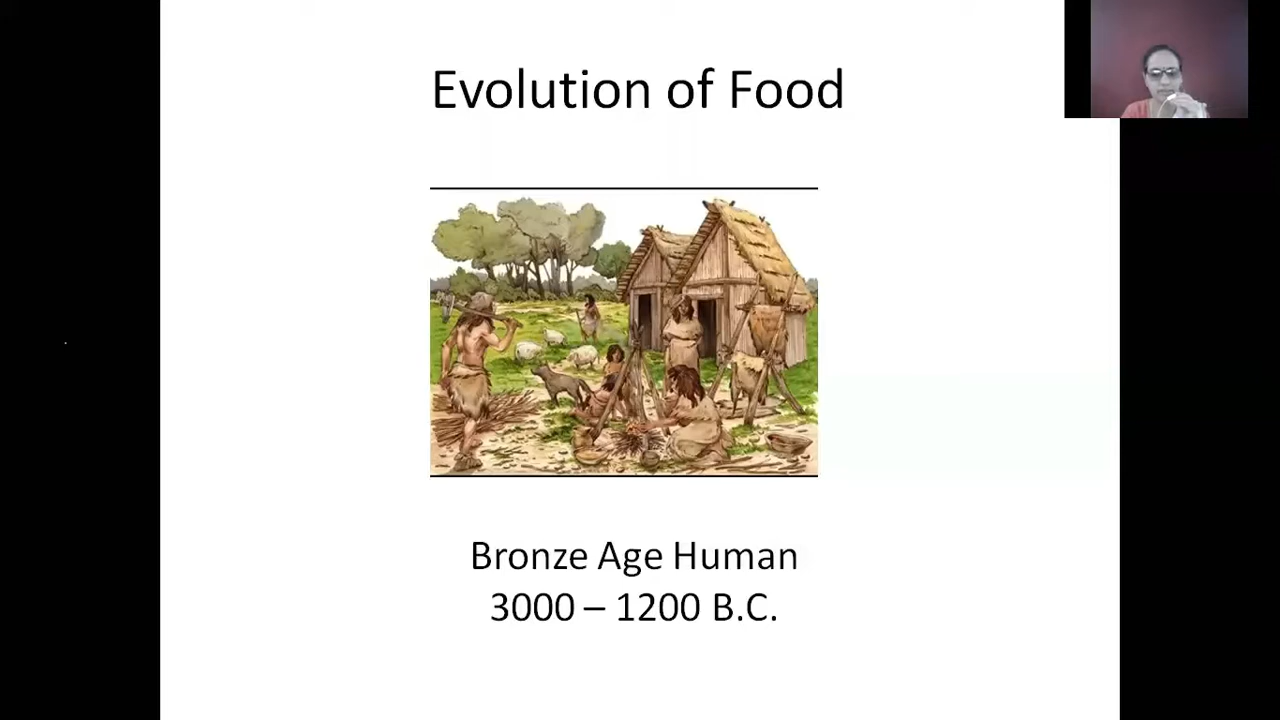 Evolution of Food
Bronze Age Human
3000 – 1200 B.C.